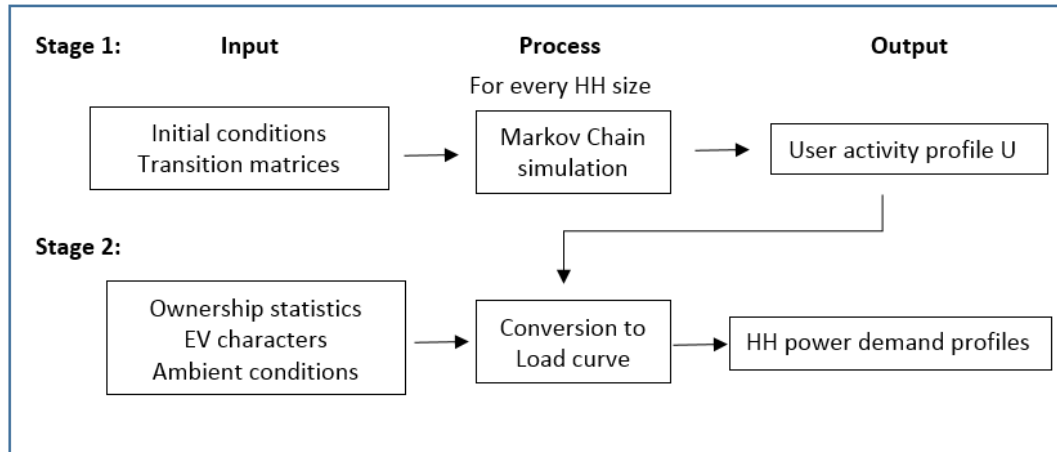 Stage 1:
Input
Process
Output
For every HH size
Initial conditions
Transition matrices
Markov Chain
simulation
User activity profile U
Stage 2:
Ownership statistics
EV characters
Ambient conditions
Conversion to
Load curve
HH power demand profiles